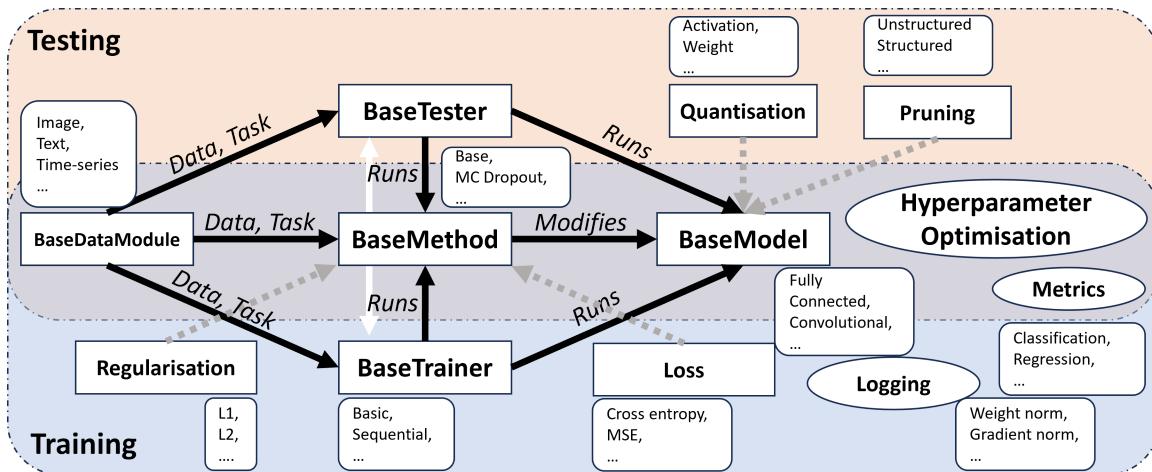 Testing
Activation,
Weight
...
Unstructured
Structured
...
BaseTester
Quantisation
Pruning
Image,
Text,
Time-series
...
Data, Task
Runs
Runs
Base,
MC Dropout,
...
BaseDataModule
Data, Task
BaseMethod
Modifies
BaseModel
Hyperparameter
Optimisation
Data, Task
Runs
Runs
Fully
Connected,
Convolutional,
...
Metrics
Classification,
Regression,
...
Regularisation
BaseTrainer
Loss
Logging
L1,
L2,
....
Basic,
Sequential,
...
Cross entropy,
MSE,
...
Weight norm,
Gradient norm,
...
Training